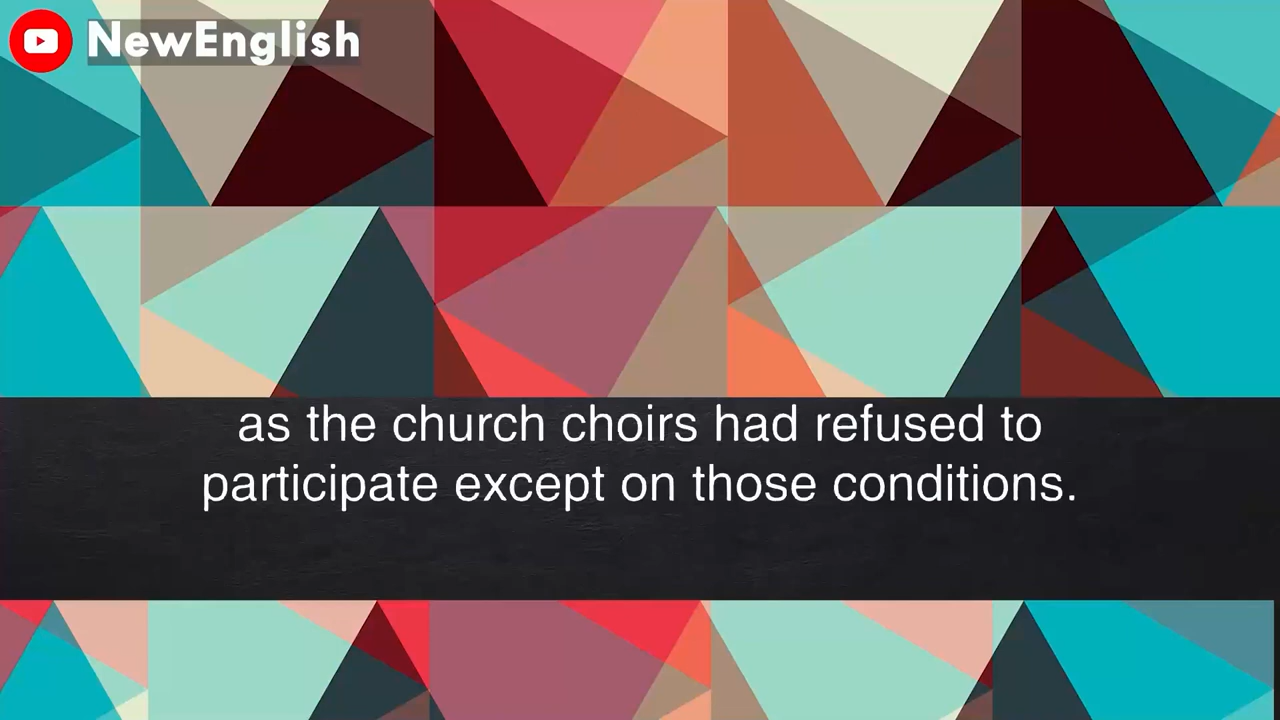 NewEnglish
as the church choirs had refused to
participate except on those conditions.